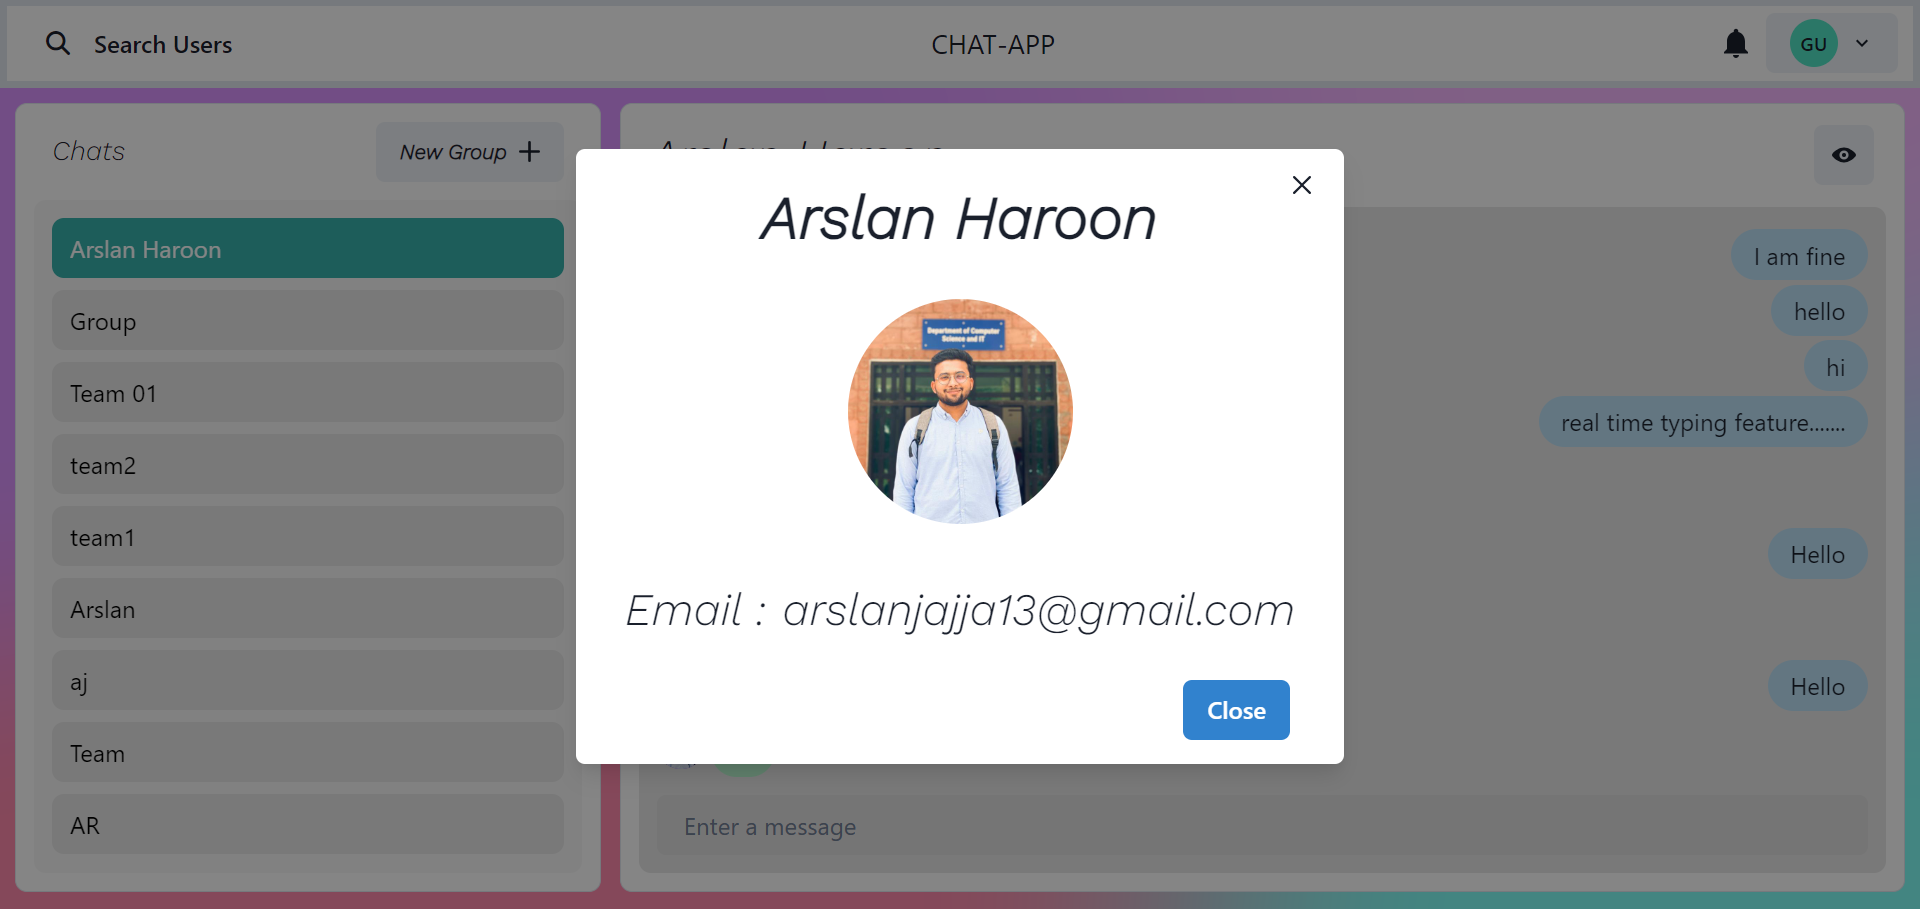 Search Users
CHAT-APP
GU
Chats
New Group
Arslan Haroon
Group
Team 01
team2
team1
Arslan
aj
Team
AR
Arslan Haroon
Arslan Haroon
Department of Computer
Science and IT
Email : arslanjajja13@gmail.com
Close
I am fine
hello
hi
real time typing feature.......
Hello
Hello
Enter a message